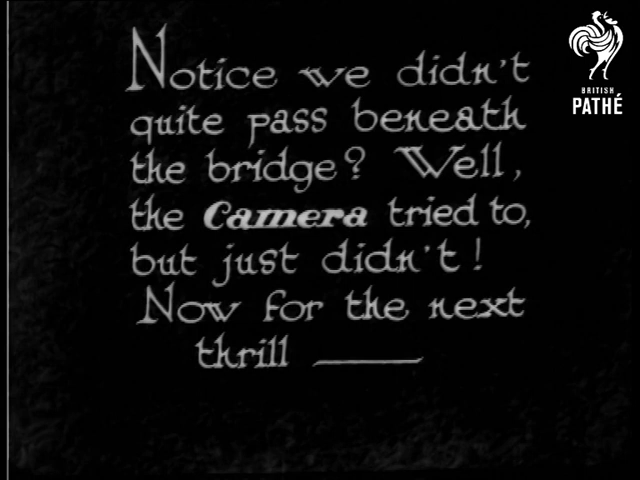 Notice we didn't
quite pass beneath
the bridge? Well,
the Camera tried to,
but just didn't!
Now for the next
thrill ———
BRITISH
PATHÉ